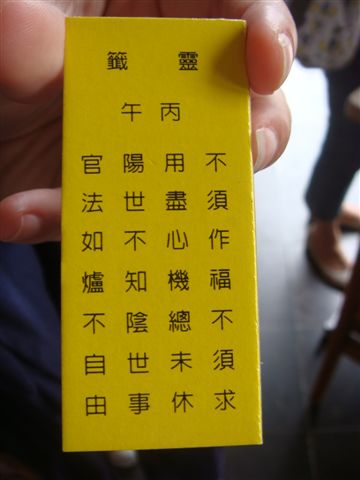 靈籤
丙午
不須作福不須求
用盡心機總未休
陽世不知陰世事
官法如爐不自由